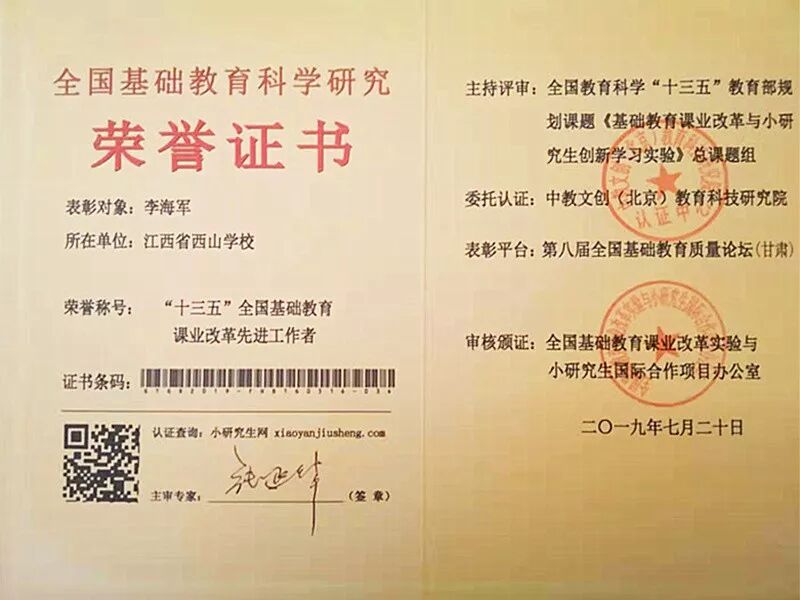 全国基础教育科学研究
荣誉证书
表彰对象：李海军
所在单位：江西省西山学校
荣誉称号：“十三五”全国基础教育
课业改革先进工作者
证书条码：
认证查询：小研究生网 xiaoyanjiusheng.com
主审专家：
（签 章）
主持评审：全国教育科学“十三五”教育部规
划课题《基础教育课业改革与小研
究生创新学习实验》总课题组
委托认证：中教文创（北京）教育科技研究院
认证中心
表彰平台：第八届全国基础教育质量论坛(甘肃)
审核颁证：全国基础教育课业改革实验与
小研究生国际合作项目办公室
二〇一九年七月二十日